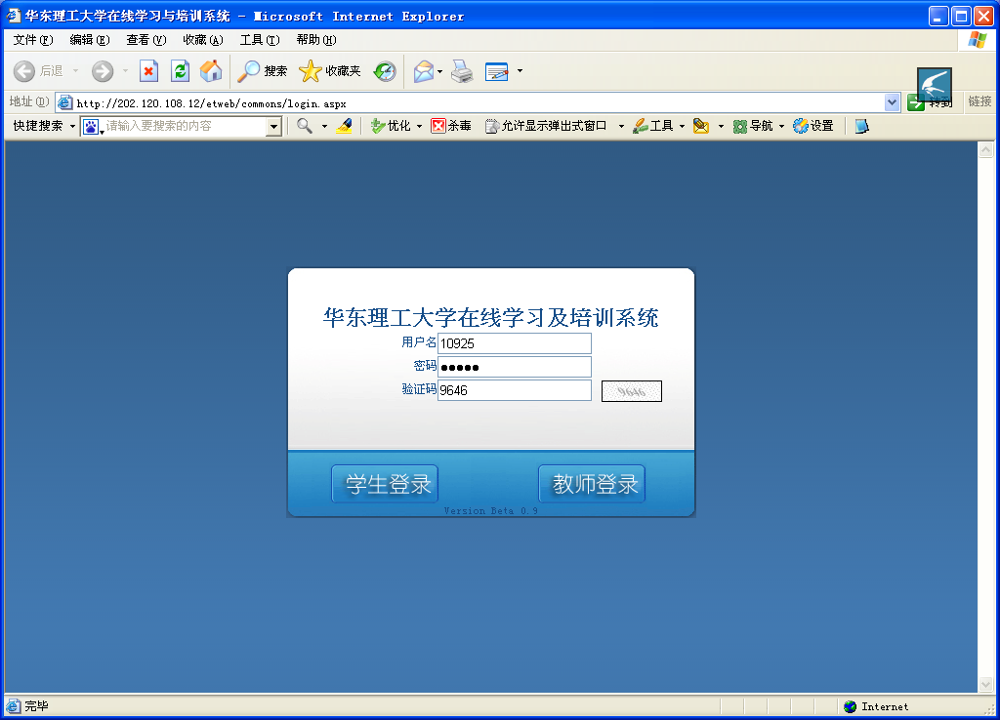 华东理工大学在线学习与培训系统 - Microsoft Internet Explorer
文件(F) 编辑(E) 查看(V) 收藏(A) 工具(T) 帮助(H)
后退 搜索 收藏夹
地址(D) http://202.120.108.12/etweb/commons/login.aspx 转到 链接
快捷搜索 请输入要搜索的内容 优化 杀毒 允许显示弹出式窗口 工具 导航 设置
华东理工大学在线学习及培训系统
用户名 10925
密码 ●●●●●
验证码 9646 9646
学生登录 教师登录
Version Beta 0.9
完毕 Internet